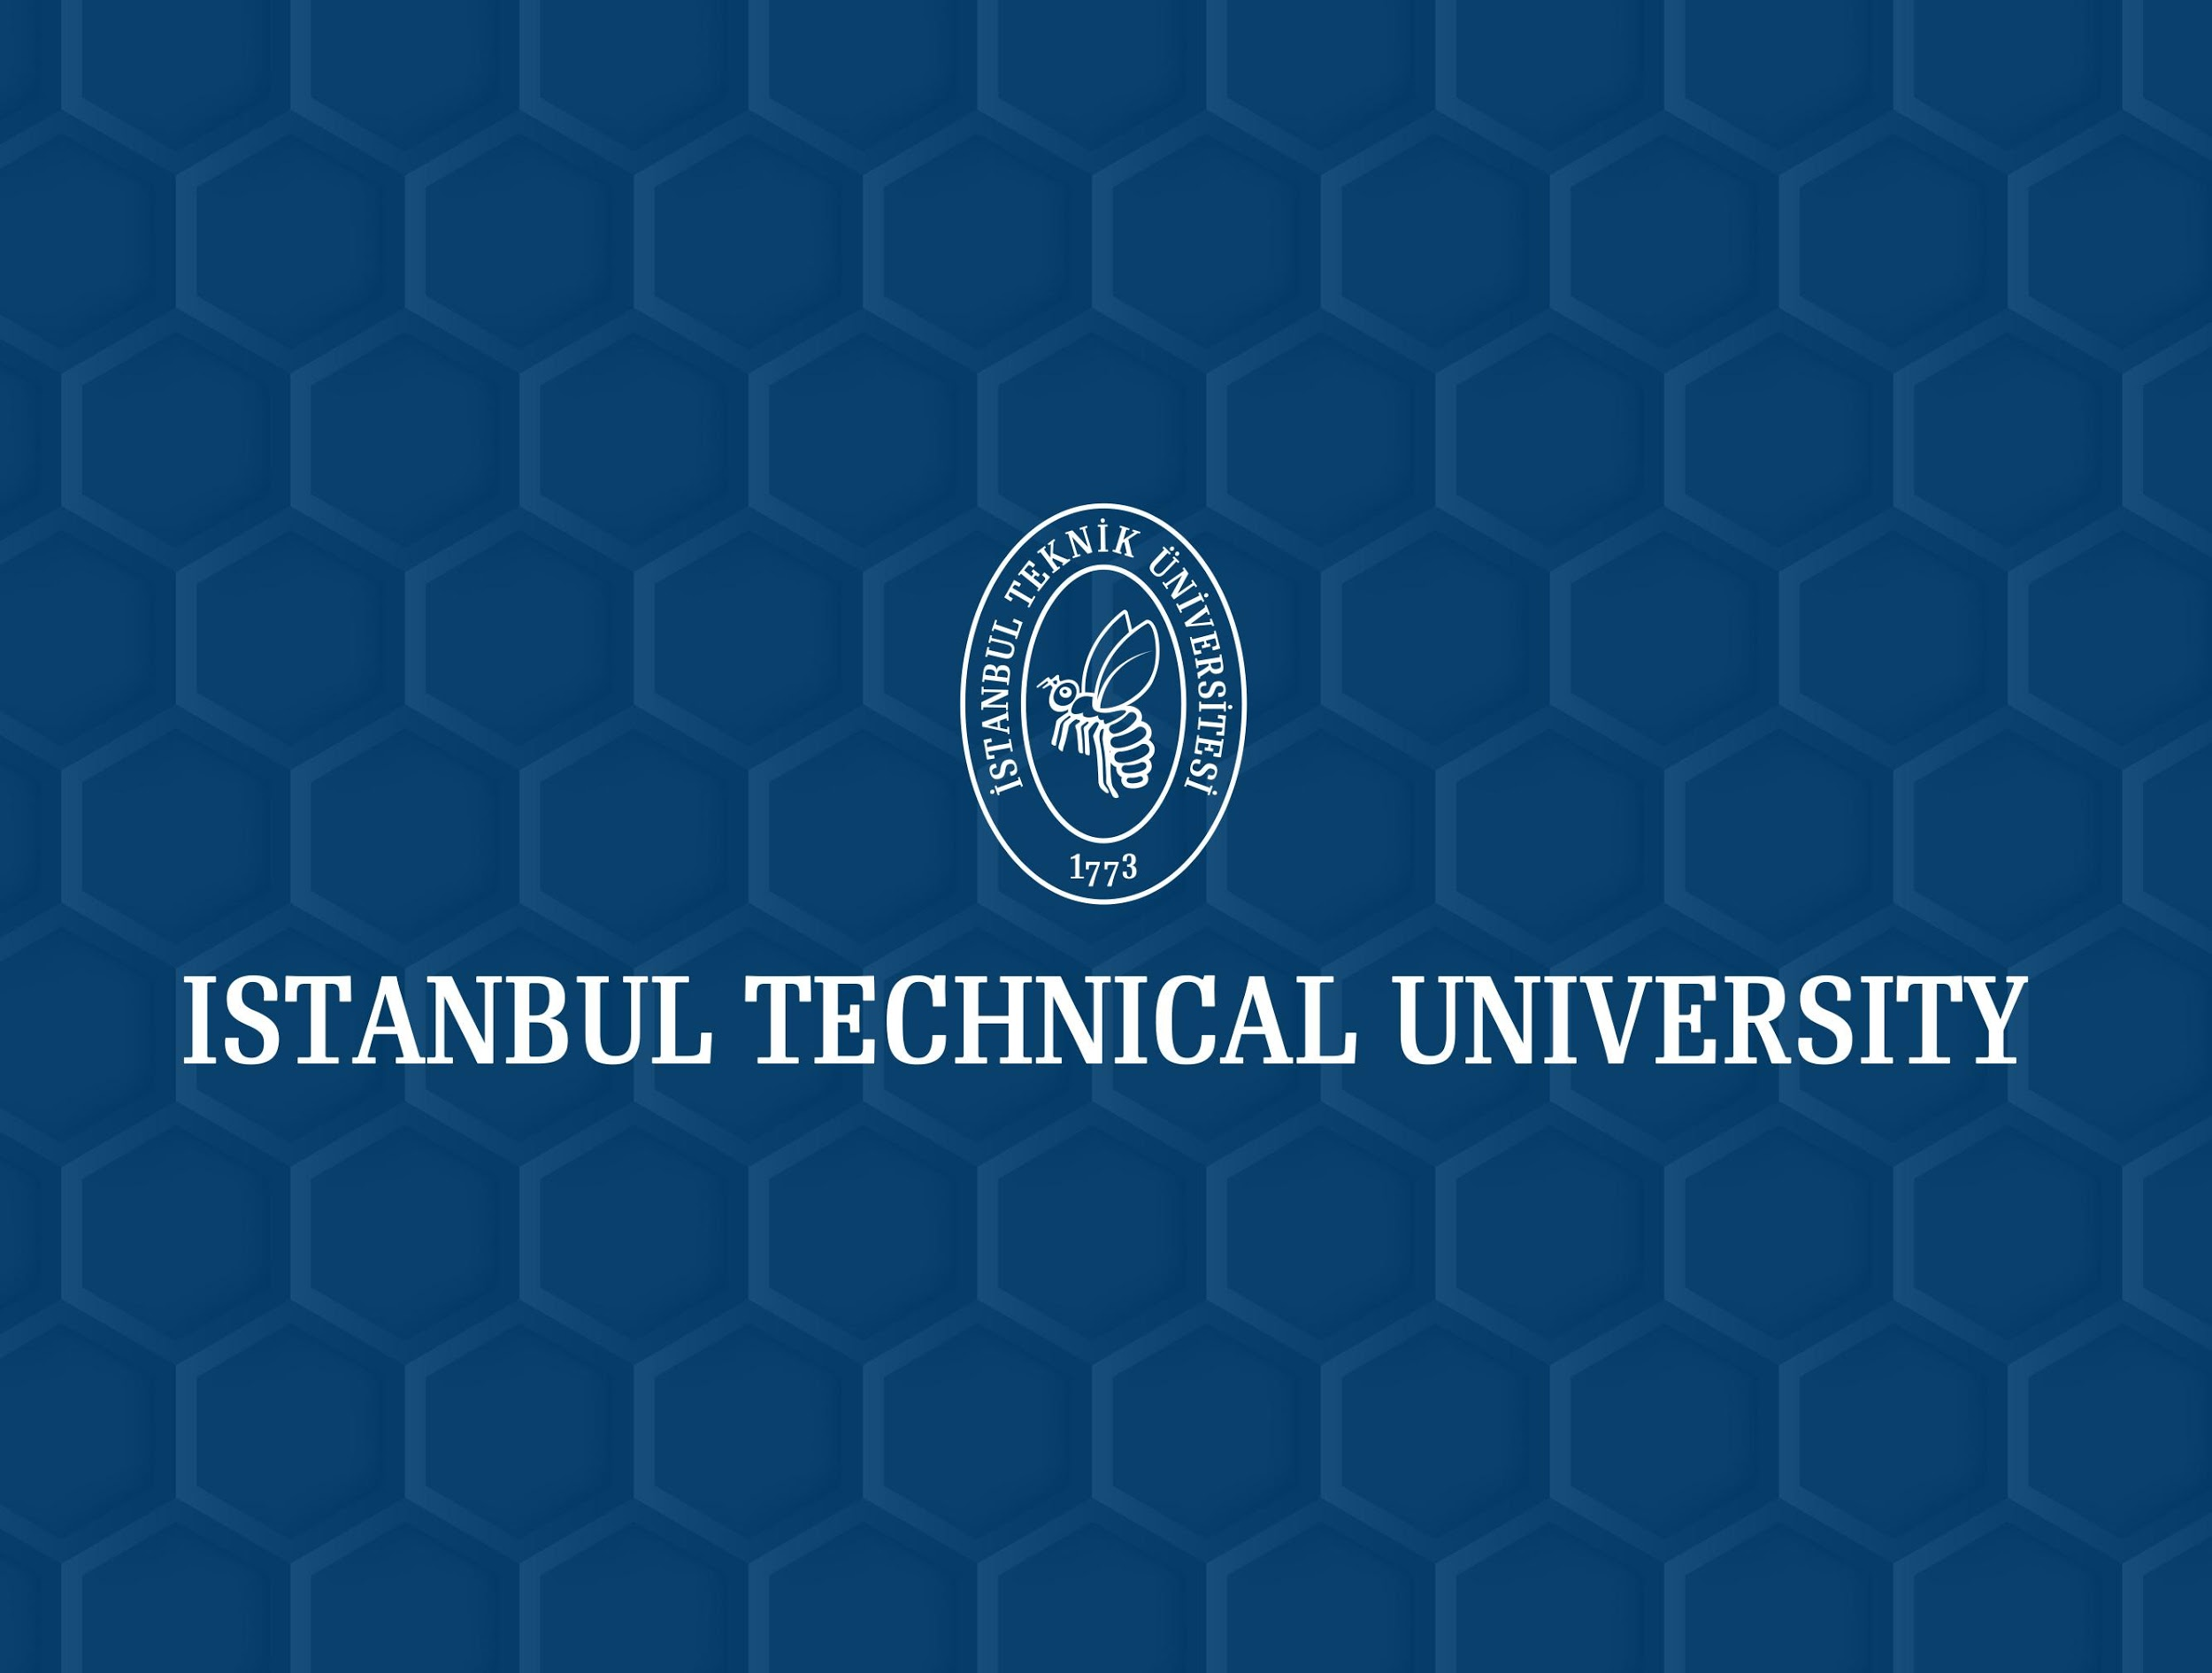 İSTANBUL TEKNİK ÜNİVERSİTESİ
1773
ISTANBUL TECHNICAL UNIVERSITY